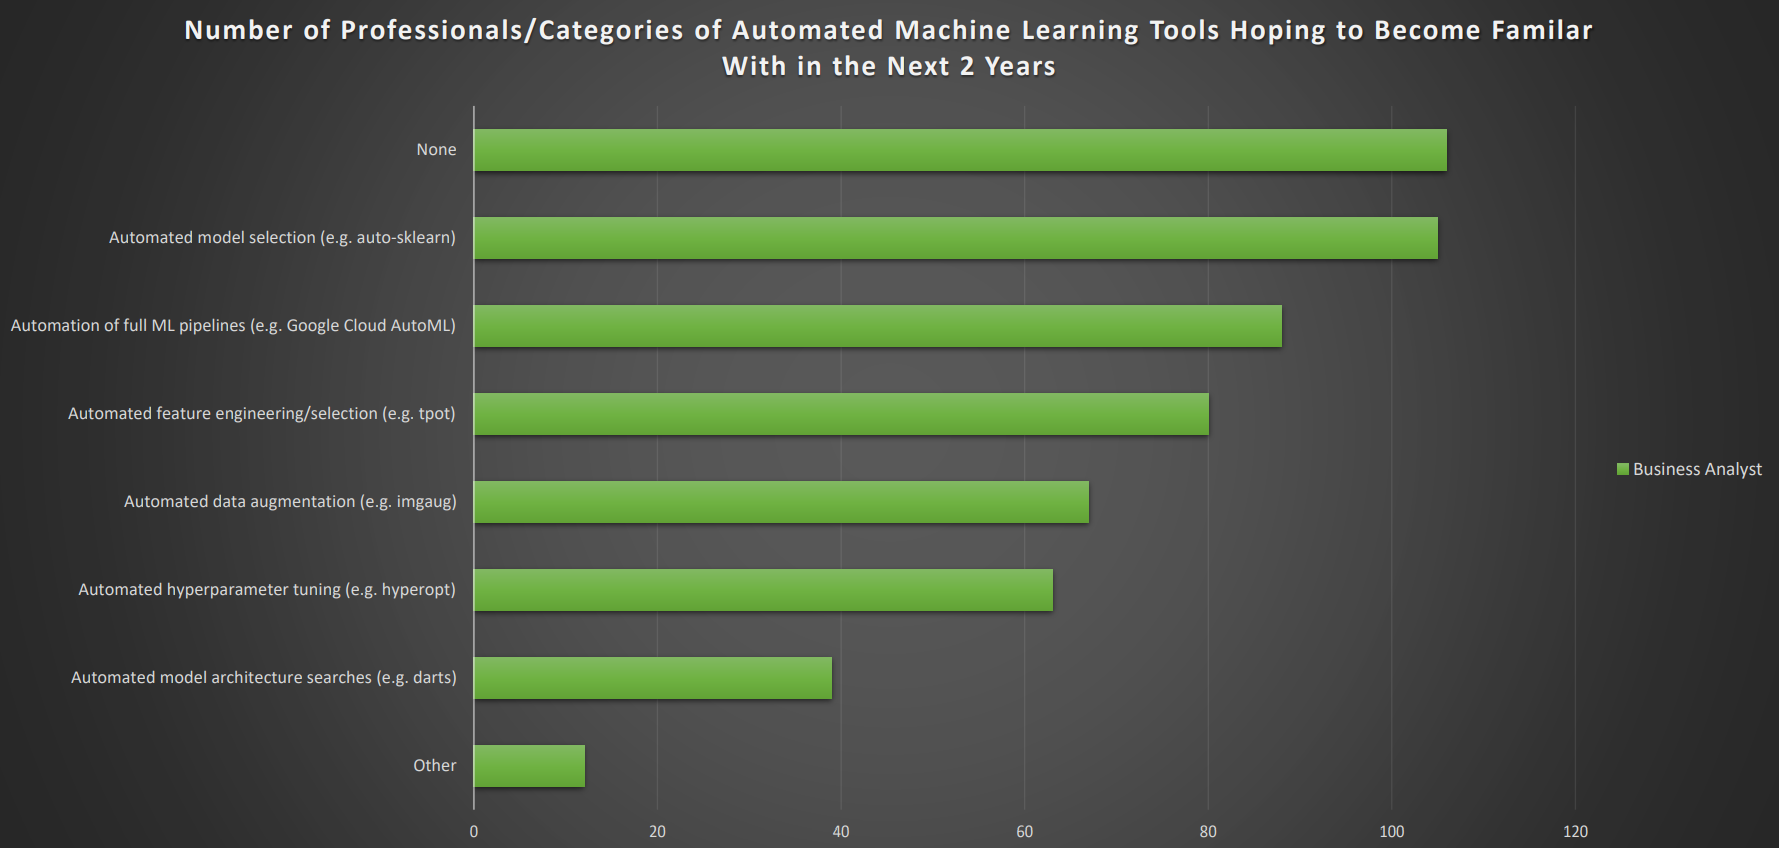 Number of Professionals/Categories of Automated Machine Learning Tools Hoping to Become Familar
With in the Next 2 Years
None
Automated model selection (e.g. auto-sklearn)
Automation of full ML pipelines (e.g. Google Cloud AutoML)
Automated feature engineering/selection (e.g. tpot)
Business Analyst
Automated data augmentation (e.g. imgaug)
Automated hyperparameter tuning (e.g. hyperopt)
Automated model architecture searches (e.g. darts)
Other
0 20 40 60 80 100 120